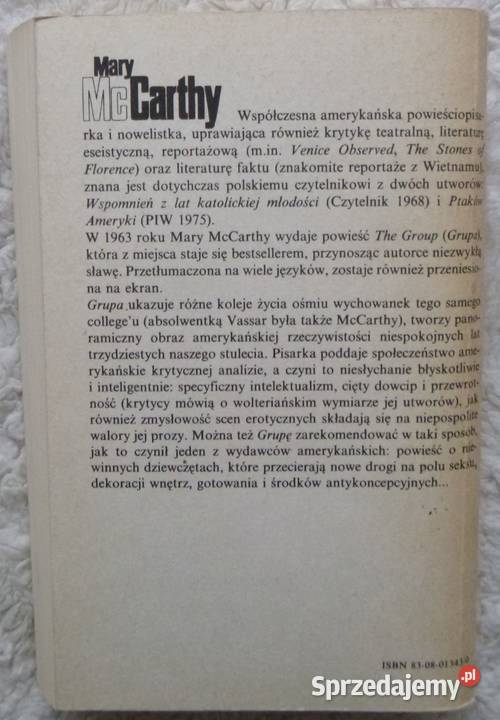 Mary
McCarthy
Współczesna amerykańska powieściopisa-
rka i nowelistka, uprawiająca również krytykę teatralną, literaturę
eseistyczną, reportażową (m.in. Venice Observed, The Stones of
Florence) oraz literaturę faktu (znakomite reportaże z Wietnamu),
znana jest dotychczas polskiemu czytelnikowi z dwóch utworów:
Wspomnień z lat katolickiej młodości (Czytelnik 1968) i Ptaków
Ameryki (PIW 1975).
W 1963 roku Mary McCarthy wydaje powieść The Group (Grupa),
która z miejsca staje się bestsellerem, przynosząc autorce niezwykłą
sławę. Przetłumaczona na wiele języków, zostaje również przeniesio-
na na ekran.
Grupa ukazuje różne koleje życia ośmiu wychowanek tego samego
college'u (absolwentką Vassar była także McCarthy), tworzy pano-
ramiczny obraz amerykańskiej rzeczywistości niespokojnych lat
trzydziestych naszego stulecia. Pisarka poddaje społeczeństwo ame-
rykańskie krytycznej analizie, a czyni to niesłychanie błyskotliwie
i inteligentnie: specyficzny intelektualizm, cięty dowcip i przewrot-
ność (krytycy mówią o wolteriańskim wymiarze jej utworów), jak
również zmysłowość scen erotycznych składają się na niepospolite
walory jej prozy. Można też Grupę zarekomendować w taki sposób,
jak to czynił jeden z wydawców amerykańskich: powieść o nie-
winnych dziewczętach, które przecierają nowe drogi na polu seksu,
dekoracji wnętrz, gotowania i środków antykoncepcyjnych...
ISBN 83-08-01343-9
Sprzedajemy.pl